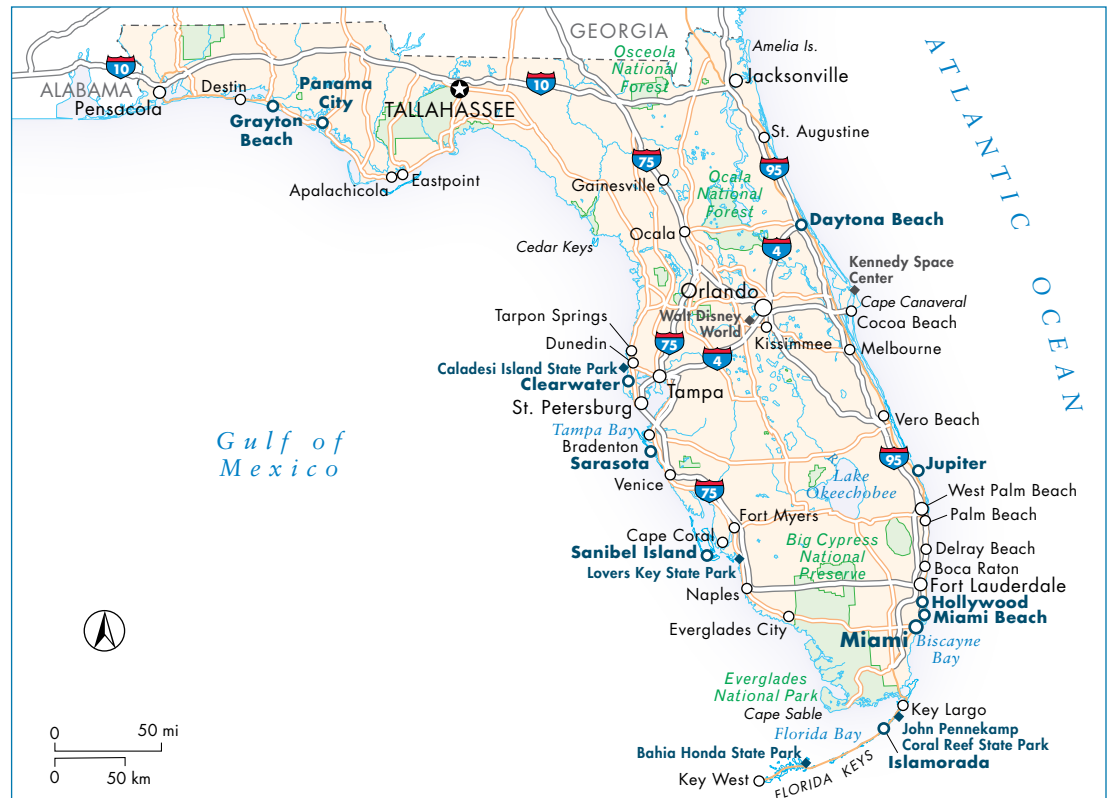 GEORGIA
Osceola
National
Forest
Amelia Is.
ATLANTIC OCEAN
10
ALABAMA
Pensacola
Destin
Panama
City
Grayton
Beach
TALLAHASSEE
10
Jacksonville
Apalachicola
Eastpoint
75
Gainesville
St. Augustine
95
Ocala
National
Forest
Ocala
Daytona Beach
4
Cedar Keys
Kennedy Space
Center
Orlando
Cape Canaveral
Walt Disney
World
Cocoa Beach
Tarpon Springs
Kissimmee
Dunedin
75
4
Melbourne
Caladesi Island State Park
Clearwater
Tampa
St. Petersburg
Vero Beach
Gulf of
Mexico
Tampa Bay
Bradenton
Sarasota
95
Jupiter
Venice
75
Lake
Okeechobee
West Palm Beach
Palm Beach
Fort Myers
Cape Coral
Big Cypress
National
Preserve
Delray Beach
Sanibel Island
Boca Raton
Lovers Key State Park
Fort Lauderdale
Naples
Hollywood
Miami Beach
Everglades City
Miami
Biscayne
Bay
Everglades
National Park
Cape Sable
Key Largo
Florida Bay
John Pennekamp
Coral Reef State Park
Bahia Honda State Park
Islamorada
Key West
FLORIDA KEYS
0
50 mi
0
50 km